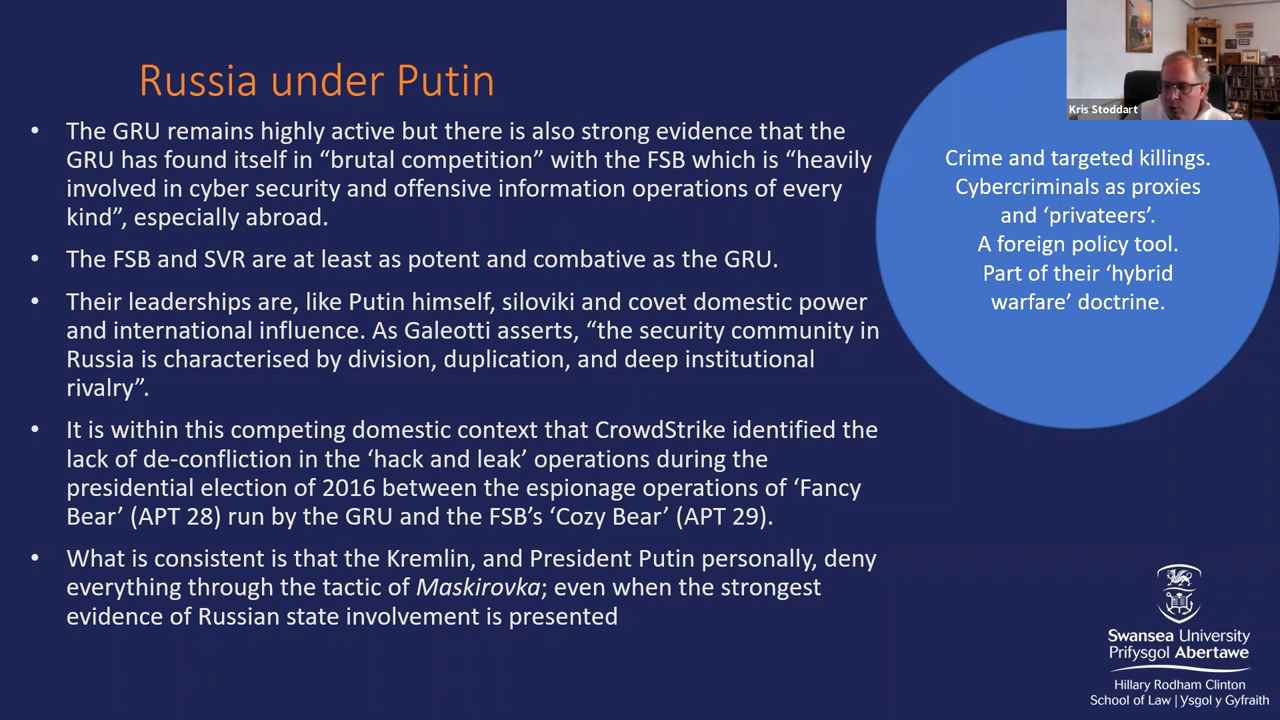 Russia under Putin
• The GRU remains highly active but there is also strong evidence that the
GRU has found itself in “brutal competition” with the FSB which is “heavily
involved in cyber security and offensive information operations of every
kind”, especially abroad.
• The FSB and SVR are at least as potent and combative as the GRU.
• Their leaderships are, like Putin himself, siloviki and covet domestic power
and international influence. As Galeotti asserts, “the security community in
Russia is characterised by division, duplication, and deep institutional
rivalry”.
• It is within this competing domestic context that CrowdStrike identified the
lack of de-confliction in the ‘hack and leak’ operations during the
presidential election of 2016 between the espionage operations of ‘Fancy
Bear’ (APT 28) run by the GRU and the FSB’s ‘Cozy Bear’ (APT 29).
• What is consistent is that the Kremlin, and President Putin personally, deny
everything through the tactic of Maskirovka; even when the strongest
evidence of Russian state involvement is presented
Kris Stoddart
Crime and targeted killings.
Cybercriminals as proxies
and ‘privateers’.
A foreign policy tool.
Part of their ‘hybrid
warfare’ doctrine.
Swansea University
Prifysgol Abertawe
Hillary Rodham Clinton
School of Law | Ysgol y Gyfraith